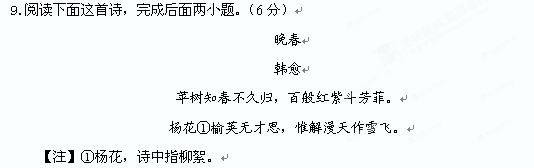 9.阅读下面这首诗，完成后面两小题。（6分）
晚春
韩愈
草树知春不久归，百般红紫斗芳菲。
杨花①榆荚无才思，惟解漫天作雪飞。
【注】①杨花，诗中指柳絮。